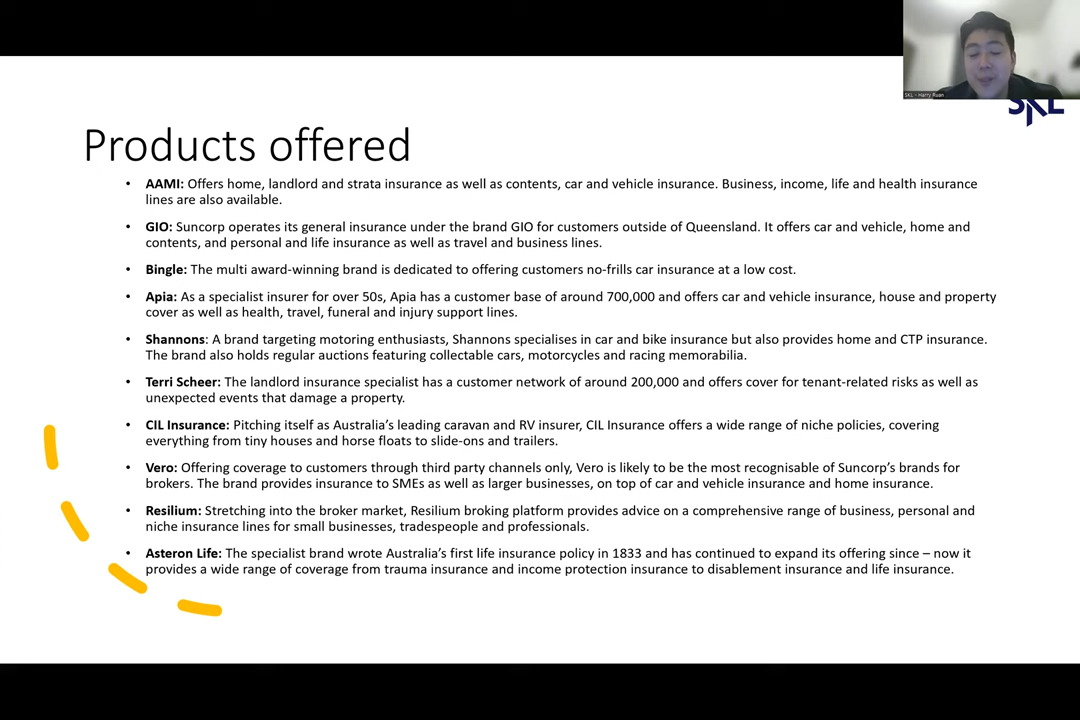 SKL - Harry Ruan
SKL
Products offered
• AAMI: Offers home, landlord and strata insurance as well as contents, car and vehicle insurance. Business, income, life and health insurance
lines are also available.
• GIO: Suncorp operates its general insurance under the brand GIO for customers outside of Queensland. It offers car and vehicle, home and
contents, and personal and life insurance as well as travel and business lines.
• Bingle: The multi award-winning brand is dedicated to offering customers no-frills car insurance at a low cost.
• Apia: As a specialist insurer for over 50s, Apia has a customer base of around 700,000 and offers car and vehicle insurance, house and property
cover as well as health, travel, funeral and injury support lines.
• Shannons: A brand targeting motoring enthusiasts, Shannons specialises in car and bike insurance but also provides home and CTP insurance.
The brand also holds regular auctions featuring collectable cars, motorcycles and racing memorabilia.
• Terri Scheer: The landlord insurance specialist has a customer network of around 200,000 and offers cover for tenant-related risks as well as
unexpected events that damage a property.
• CIL Insurance: Pitching itself as Australia’s leading caravan and RV insurer, CIL Insurance offers a wide range of niche policies, covering
everything from tiny houses and horse floats to slide-ons and trailers.
• Vero: Offering coverage to customers through third party channels only, Vero is likely to be the most recognisable of Suncorp’s brands for
brokers. The brand provides insurance to SMEs as well as larger businesses, on top of car and vehicle insurance and home insurance.
• Resilium: Stretching into the broker market, Resilium broking platform provides advice on a comprehensive range of business, personal and
niche insurance lines for small businesses, tradespeople and professionals.
• Asteron Life: The specialist brand wrote Australia’s first life insurance policy in 1833 and has continued to expand its offering since – now it
provides a wide range of coverage from trauma insurance and income protection insurance to disablement insurance and life insurance.